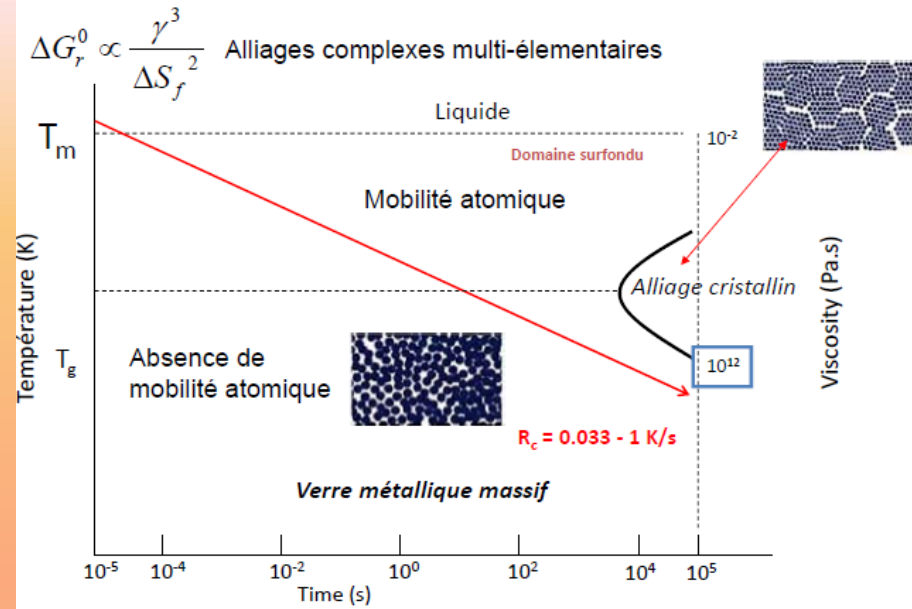 ΔG_r^0 ∝ γ^3 / ΔS_f^2
Alliages complexes multi-élementaires
Liquide
T_m
10^-2
Domaine surfondu
Mobilité atomique
Température (K)
Viscosity (Pa.s)
Alliage cristallin
T_g
Absence de
mobilité atomique
10^12
R_c = 0.033 - 1 K/s
Verre métallique massif
10^-5 10^-4 10^-2 10^0 10^2 10^4 10^5
Time (s)